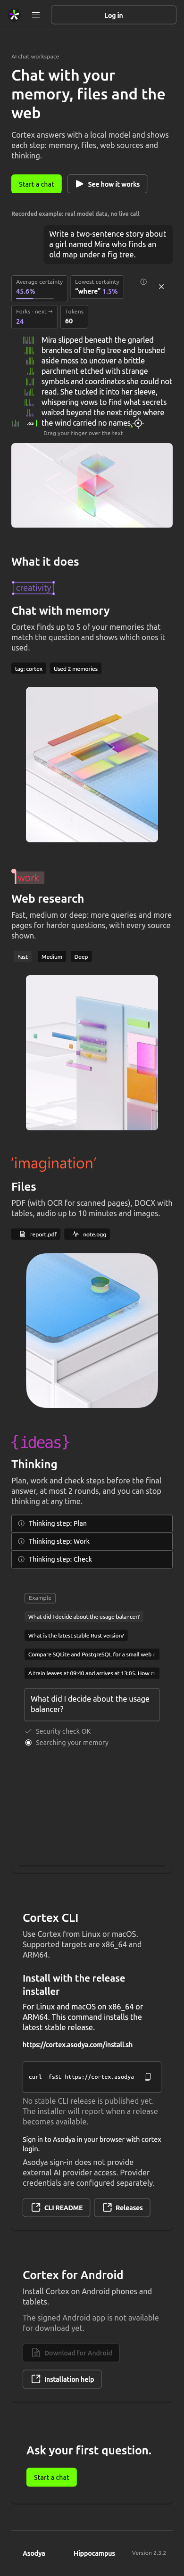 Log in
AI chat workspace
Chat with your
memory, files and the
web
Cortex answers with a local model and shows
each step: memory, files, web sources and
thinking.
Start a chat
See how it works
Recorded example: real model data, no live call
Write a two-sentence story about
a girl named Mira who finds an
old map under a fig tree.
Average certainty
45.6%
Lowest certainty
"where" 1.5%
Forks · next →
24
Tokens
60
Mira slipped beneath the gnarled
branches of the fig tree and brushed
aside moss to uncover a brittle
parchment etched with strange
symbols and coordinates she could not
read. She tucked it into her sleeve,
whispering vows to find what secrets
waited beyond the next ridge where
the wind carried no names.
Drag your finger over the text
What it does
creativity
Chat with memory
Cortex finds up to 5 of your memories that
match the question and shows which ones it
used.
tag: cortex
Used 2 memories
work
Web research
Fast, medium or deep: more queries and more
pages for harder questions, with every source
shown.
Fast
Medium
Deep
'imagination'
Files
PDF (with OCR for scanned pages), DOCX with
tables, audio up to 10 minutes and images.
report.pdf
note.ogg
{ideas}
Thinking
Plan, work and check steps before the final
answer, at most 2 rounds, and you can stop
thinking at any time.
Thinking step: Plan
Thinking step: Work
Thinking step: Check
Example
What did I decide about the usage balancer?
What is the latest stable Rust version?
Compare SQLite and PostgreSQL for a small web
A train leaves at 09:40 and arrives at 13:05. How
What did I decide about the usage
balancer?
Security check OK
Searching your memory
Cortex CLI
Use Cortex from Linux or macOS.
Supported targets are x86_64 and
ARM64.
Install with the release
installer
For Linux and macOS on x86_64 or
ARM64. This command installs the
latest stable release.
https://cortex.asodya.com/install.sh
curl -fsSL https://cortex.asodya
No stable CLI release is published yet.
The installer will report when a release
becomes available.
Sign in to Asodya in your browser with cortex
login.
Asodya sign-in does not provide
external AI provider access. Provider
credentials are configured separately.
CLI README
Releases
Cortex for Android
Install Cortex on Android phones and
tablets.
The signed Android app is not available
for download yet.
Download for Android
Installation help
Ask your first question.
Start a chat
Asodya
Hippocampus
Version 2.3.2